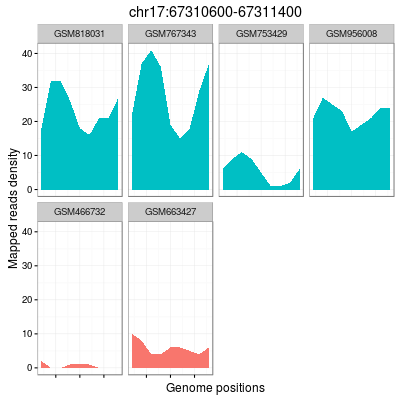 chr17:67310600-67311400
GSM818031 GSM767343 GSM753429 GSM956008
40
30
20
10
0
Mapped reads density
GSM466732 GSM663427
40
30
20
10
0
Genome positions